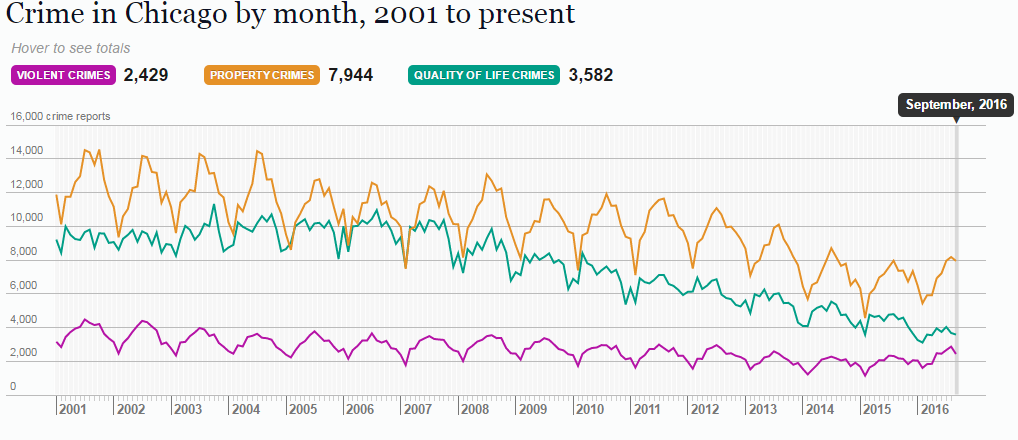 Crime in Chicago by month, 2001 to present
Hover to see totals
VIOLENT CRIMES 2,429 PROPERTY CRIMES 7,944 QUALITY OF LIFE CRIMES 3,582
September, 2016
16,000 crime reports
14,000
12,000
10,000
8,000
6,000
4,000
2,000
0
2001 2002 2003 2004 2005 2006 2007 2008 2009 2010 2011 2012 2013 2014 2015 2016